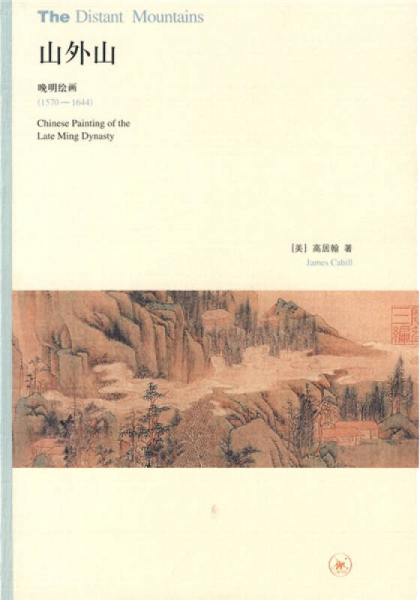 The Distant Mountains
山外山
晚明绘画
(1570—1644)
Chinese Painting of the
Late Ming Dynasty
[美] 高居翰 著
James Cahill